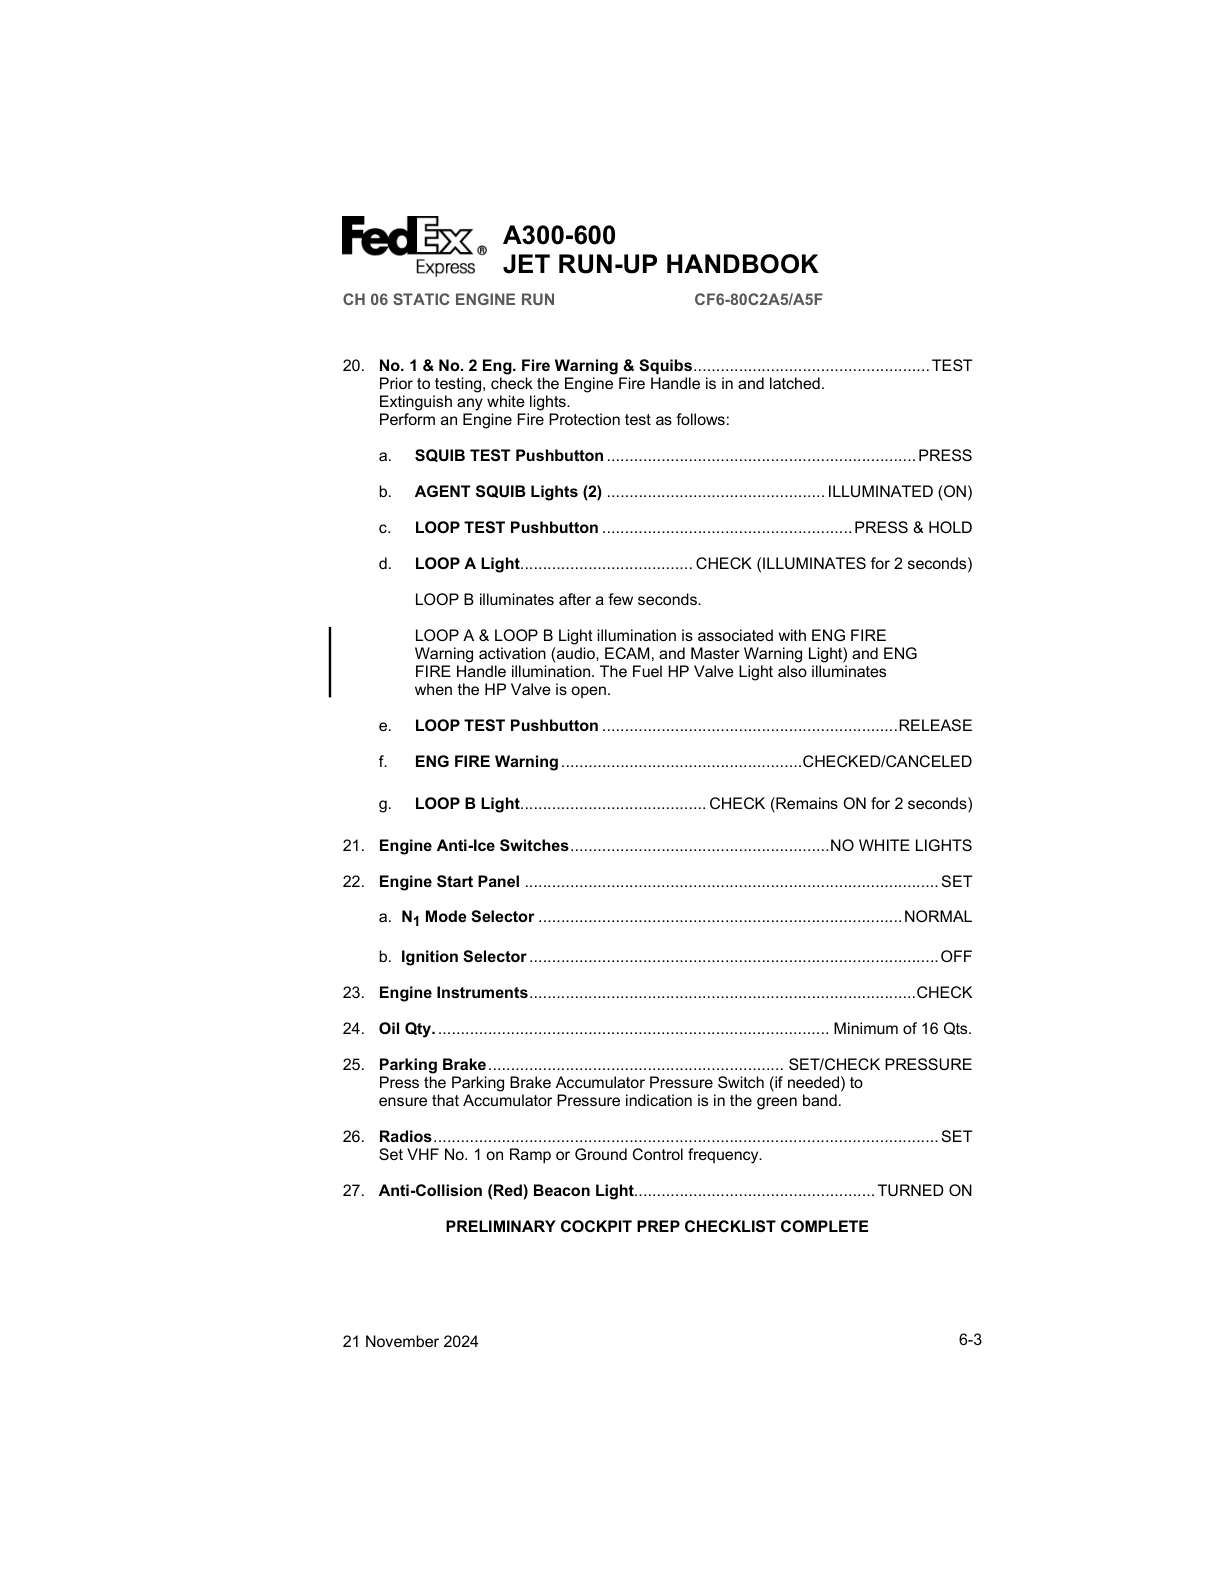 FedEx® A300-600
Express JET RUN-UP HANDBOOK
CH 06 STATIC ENGINE RUN CF6-80C2A5/A5F
20. No. 1 & No. 2 Eng. Fire Warning & Squibs....................................................TEST
Prior to testing, check the Engine Fire Handle is in and latched.
Extinguish any white lights.
Perform an Engine Fire Protection test as follows:
a. SQUIB TEST Pushbutton ....................................................................PRESS
b. AGENT SQUIB Lights (2) ................................................ILLUMINATED (ON)
c. LOOP TEST Pushbutton .......................................................PRESS & HOLD
d. LOOP A Light......................................CHECK (ILLUMINATES for 2 seconds)
LOOP B illuminates after a few seconds.
LOOP A & LOOP B Light illumination is associated with ENG FIRE
Warning activation (audio, ECAM, and Master Warning Light) and ENG
FIRE Handle illumination. The Fuel HP Valve Light also illuminates
when the HP Valve is open.
e. LOOP TEST Pushbutton .................................................................RELEASE
f. ENG FIRE Warning.....................................................CHECKED/CANCELED
g. LOOP B Light.........................................CHECK (Remains ON for 2 seconds)
21. Engine Anti-Ice Switches.........................................................NO WHITE LIGHTS
22. Engine Start Panel ...........................................................................................SET
a. N1 Mode Selector ................................................................................NORMAL
b. Ignition Selector..........................................................................................OFF
23. Engine Instruments.....................................................................................CHECK
24. Oil Qty....................................................................................... Minimum of 16 Qts.
25. Parking Brake................................................................. SET/CHECK PRESSURE
Press the Parking Brake Accumulator Pressure Switch (if needed) to
ensure that Accumulator Pressure indication is in the green band.
26. Radios...............................................................................................................SET
Set VHF No. 1 on Ramp or Ground Control frequency.
27. Anti-Collision (Red) Beacon Light.....................................................TURNED ON
PRELIMINARY COCKPIT PREP CHECKLIST COMPLETE
21 November 2024 6-3